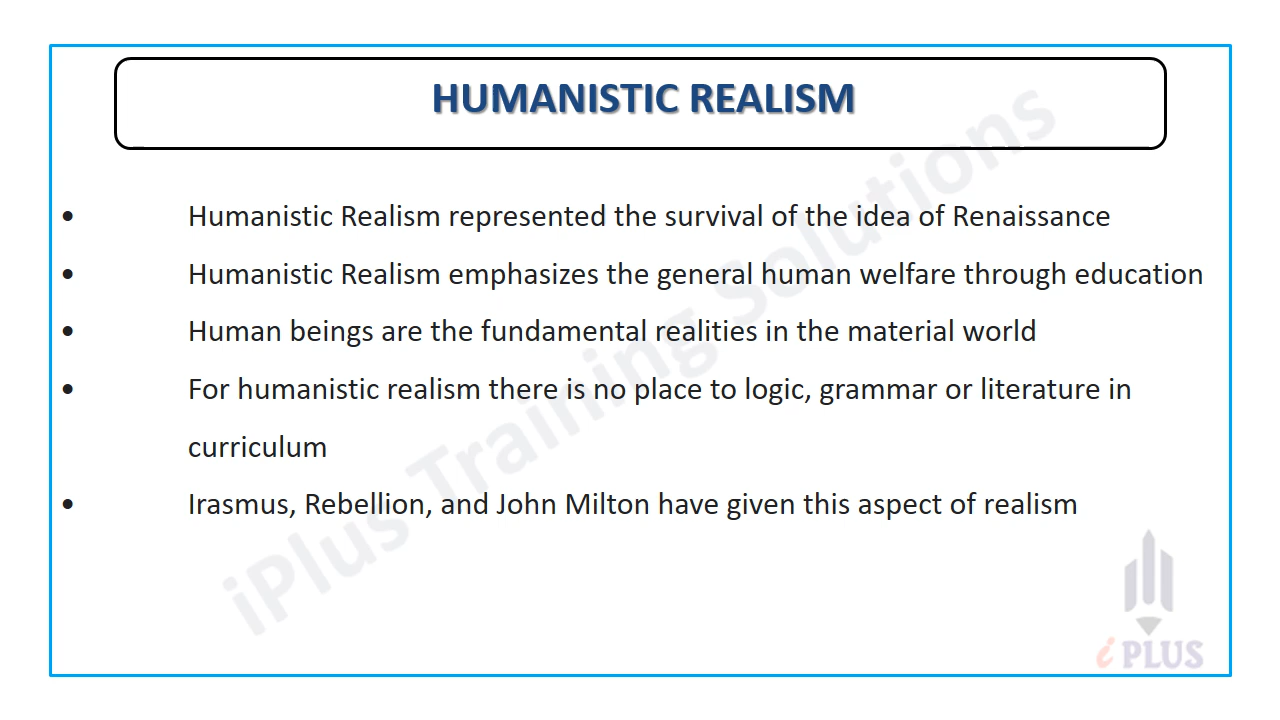 HUMANISTIC REALISM
• Humanistic Realism represented the survival of the idea of Renaissance
• Humanistic Realism emphasizes the general human welfare through education
• Human beings are the fundamental realities in the material world
• For humanistic realism there is no place to logic, grammar or literature in
curriculum
• Irasmus, Rebellion, and John Milton have given this aspect of realism
iPlus Training Solutions
i PLUS